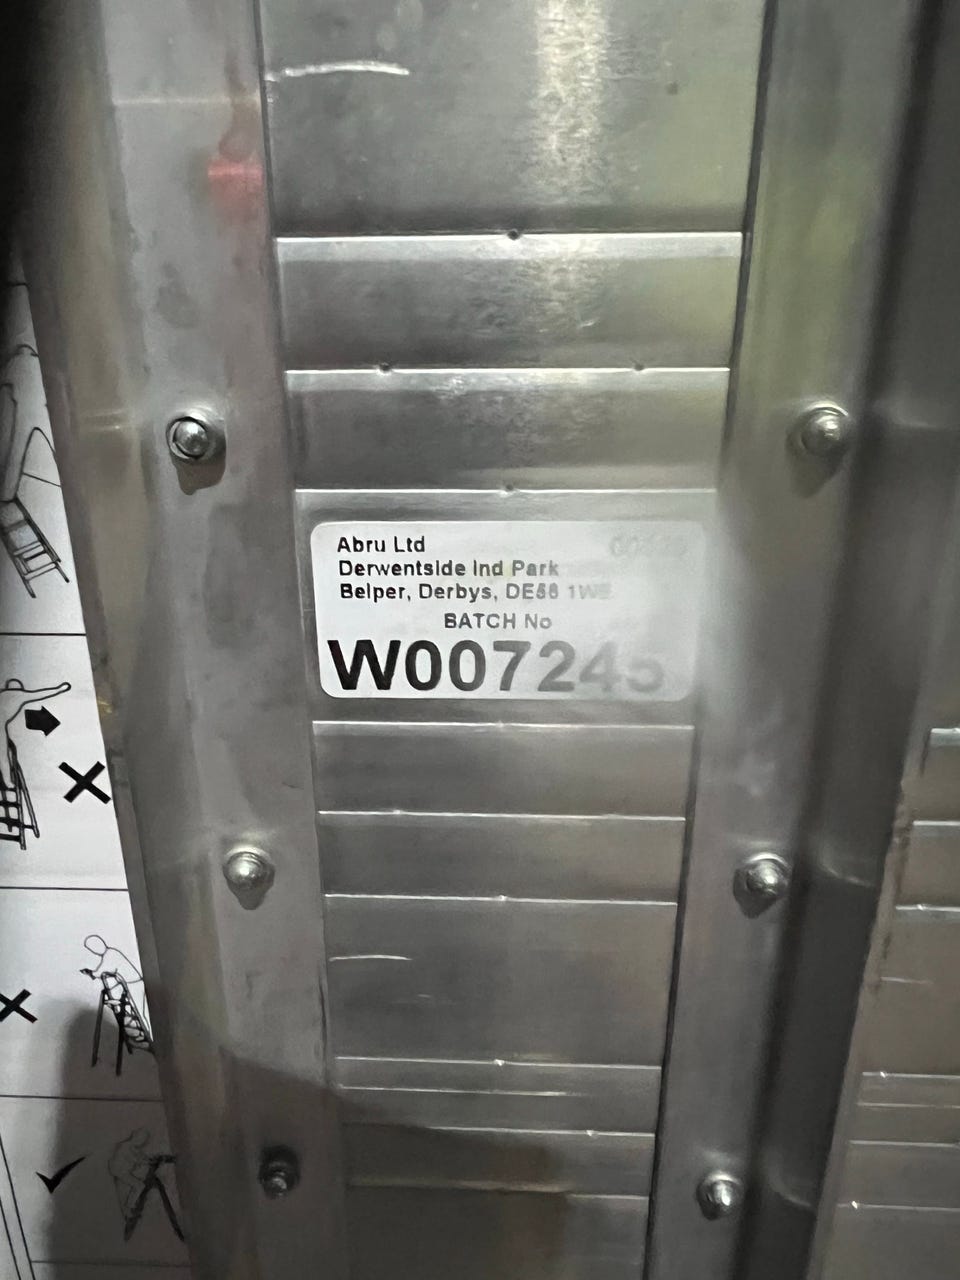 Abru Ltd
Derwentside Ind Park
Belper, Derbys, DE56 1WE
BATCH No
W007245